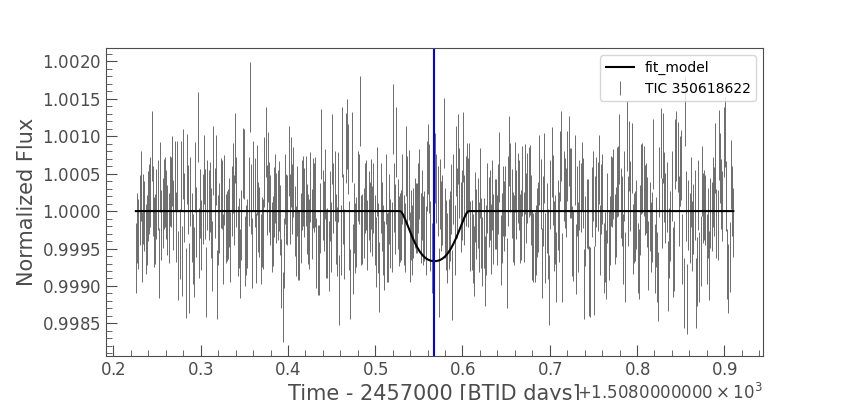 fit_model
TIC 350618622
1.0020
1.0015
1.0010
1.0005
1.0000
0.9995
0.9990
0.9985
Normalized Flux
0.2 0.3 0.4 0.5 0.6 0.7 0.8 0.9
Time - 2457000 [BTJD days]
+1.5080000000 × 10³